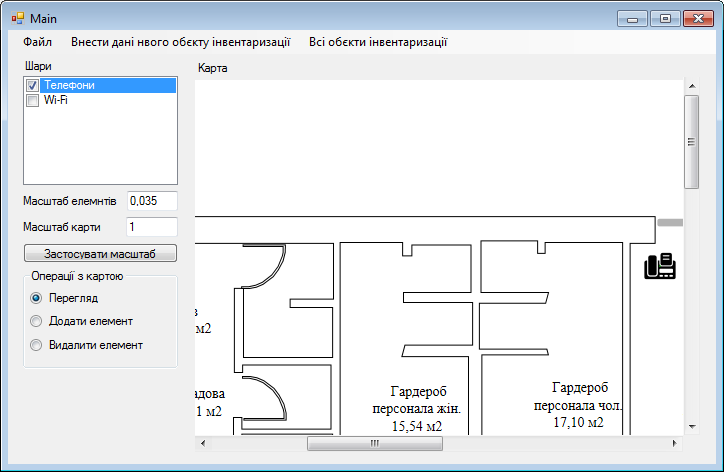 Main
Файл Внести дані нвого обєкту інвентаризації Всі обєкти інвентаризації
Шари
Карта
Телефони
Wi-Fi
Масштаб елемнтів 0,035
Масштаб карти 1
Застосувати масштаб
Операції з картою
Перегляд
Додати елемент
Видалити елемент
м2
адова
1 м2
Гардероб
персонала жін.
15,54 м2
Гардероб
персонала чол.
17,10 м2